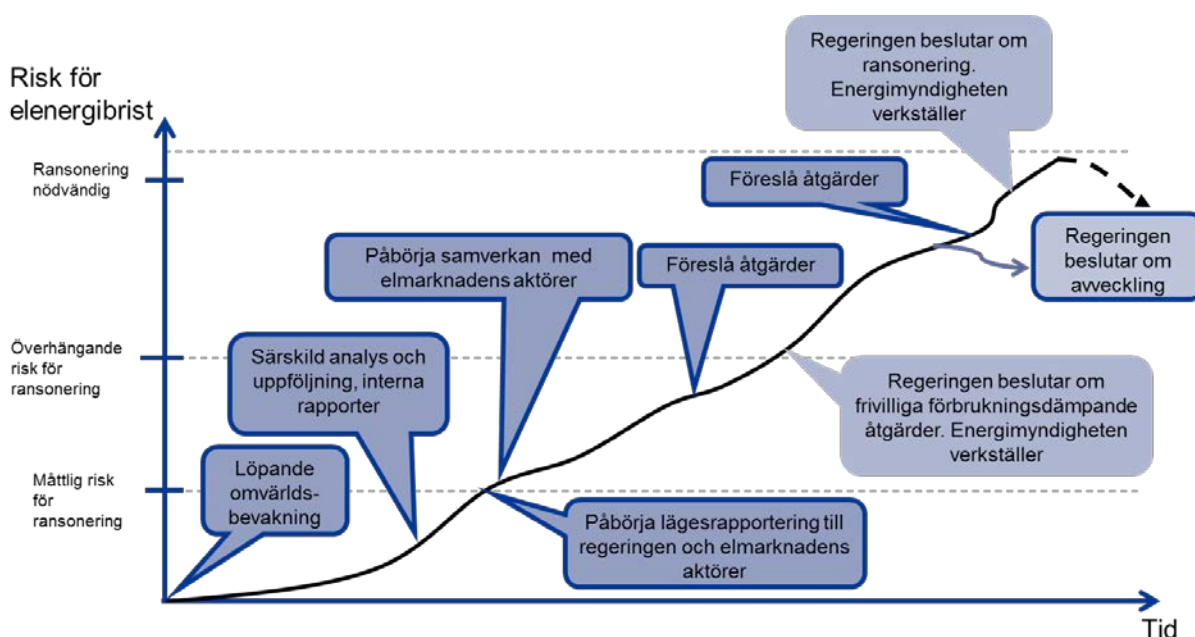 Risk för
elenergibrist
Ransonering
nödvändig
Överhängande
risk för
ransonering
Måttlig risk
för
ransonering
Löpande
omvärlds-
bevakning
Särskild analys och
uppföljning, interna
rapporter
Påbörja samverkan med
elmarknadens aktörer
Påbörja lägesrapportering till
regeringen och elmarknadens
aktörer
Föreslå åtgärder
Regeringen beslutar om
frivilliga förbrukningsdämpande
åtgärder. Energimyndigheten
verkställer
Föreslå åtgärder
Regeringen beslutar om
ransonering.
Energimyndigheten
verkställer
Regeringen
beslutar om
avveckling
Tid